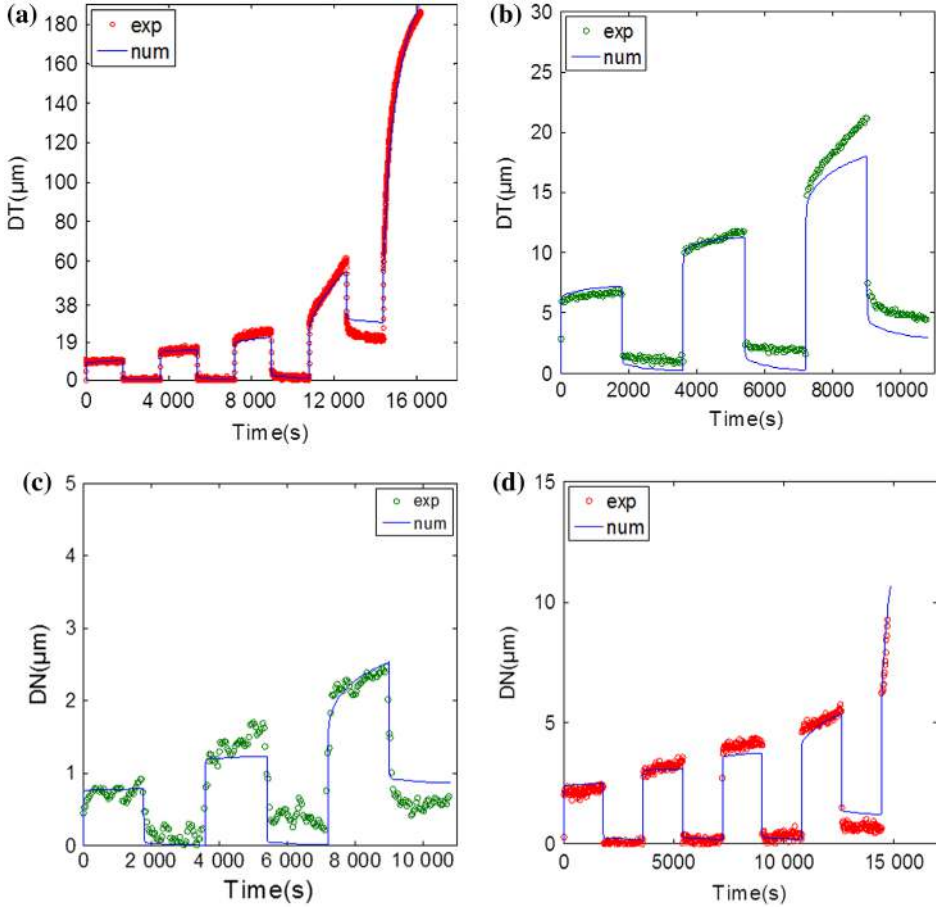 (a)
exp
num
DT(μm)
180
160
140
120
100
80
60
38
19
0
0
4 000
8 000
12 000
16 000
Time(s)
(b)
exp
num
DT(μm)
30
25
20
15
10
5
0
0
2000
4000
6000
8000
10000
Time(s)
(c)
exp
num
DN(μm)
5
4
3
2
1
0
0
2 000
4 000
6 000
8 000
10 000
Time(s)
(d)
exp
num
DN(μm)
15
10
5
0
0
5000
10 000
15 000
Time(s)